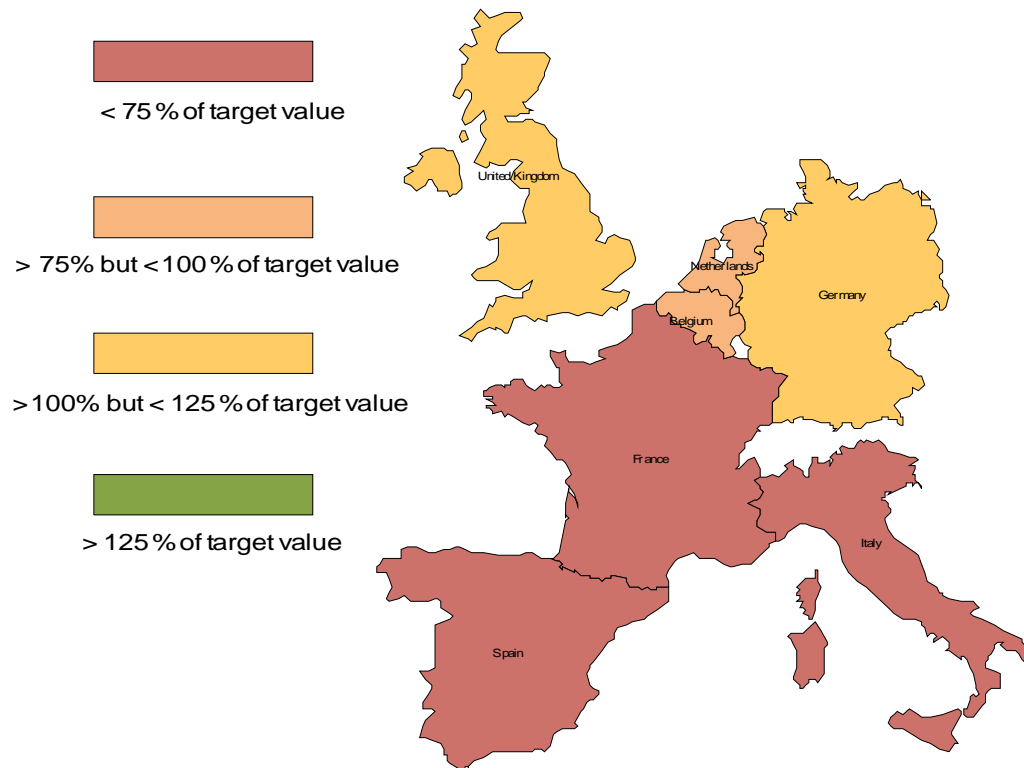 < 75 % of target value
> 75% but <100 % of target value
>100% but < 125 % of target value
> 125 % of target value
United/Kingdom
Netherlands
Germany
Belgium
France
Italy
Spain